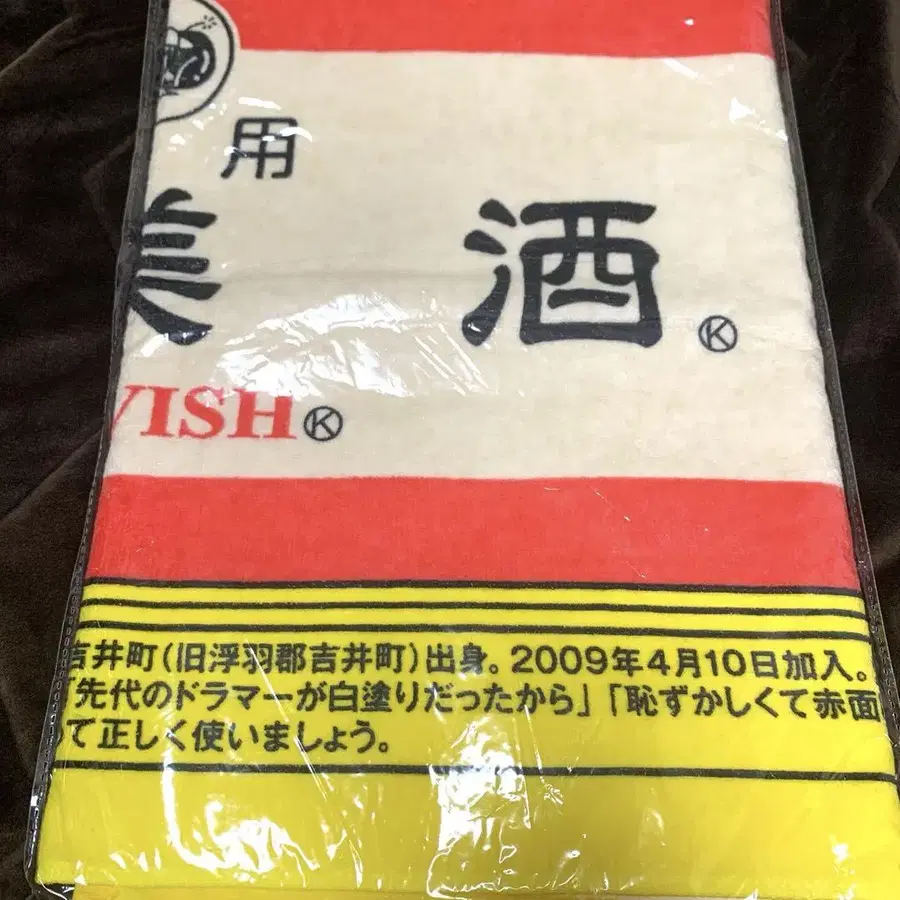 用
美 酒。Ⓚ
VISHⓀ
吉井町(旧浮羽郡吉井町)出身。2009年4月10日加入。
「先代のドラマーが白塗りだったから」「恥ずかしくて赤面
って正しく使いましょう。